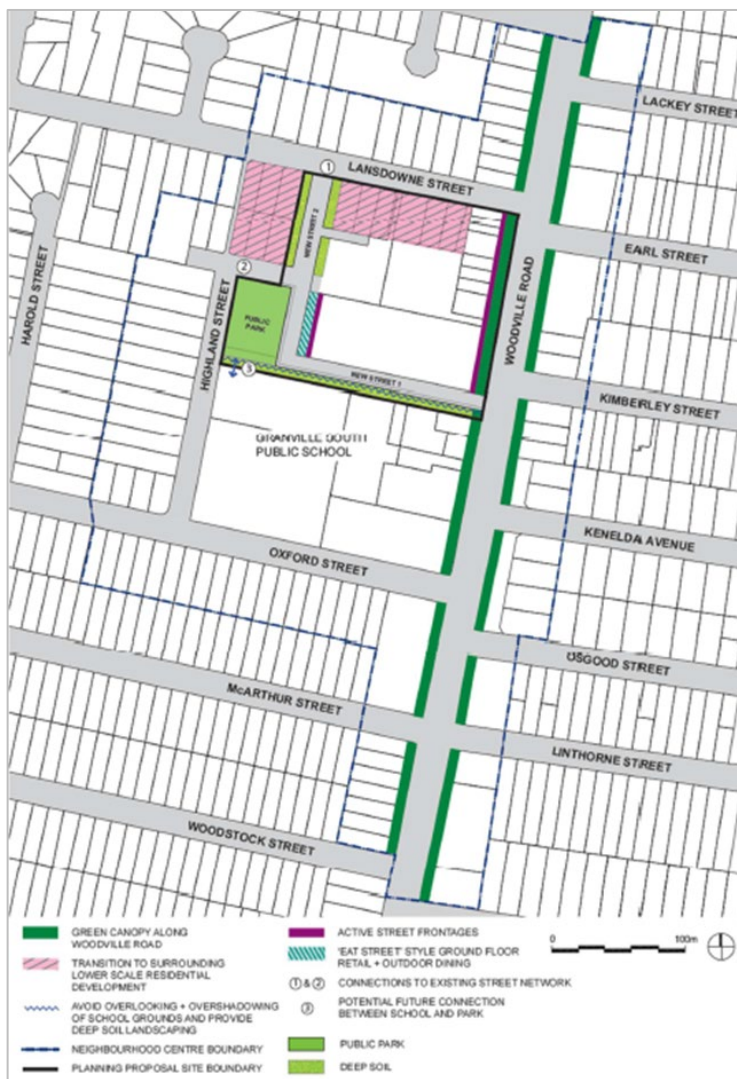 LACKEY STREET
①
LANSDOWNE STREET
NEW STREET 2
EARL STREET
HAROLD STREET
②
WOODVILLE ROAD
HIGHLAND STREET
PUBLIC
PARK
③
NEW STREET 1
KIMBERLEY STREET
GRANVILLE SOUTH
PUBLIC SCHOOL
KENELDA AVENUE
OXFORD STREET
OSGOOD STREET
McARTHUR STREET
LINTHORNE STREET
WOODSTOCK STREET
GREEN CANOPY ALONG
WOODVILLE ROAD
TRANSITION TO SURROUNDING
LOWER SCALE RESIDENTIAL
DEVELOPMENT
AVOID OVERLOOKING + OVERSHADOWING
OF SCHOOL GROUNDS AND PROVIDE
DEEP SOIL LANDSCAPING
NEIGHBOURHOOD CENTRE BOUNDARY
PLANNING PROPOSAL SITE BOUNDARY
ACTIVE STREET FRONTAGES
'EAT STREET' STYLE GROUND FLOOR
RETAIL + OUTDOOR DINING
① & ② CONNECTIONS TO EXISTING STREET NETWORK
③ POTENTIAL FUTURE CONNECTION
BETWEEN SCHOOL AND PARK
PUBLIC PARK
DEEP SOIL
0 100m